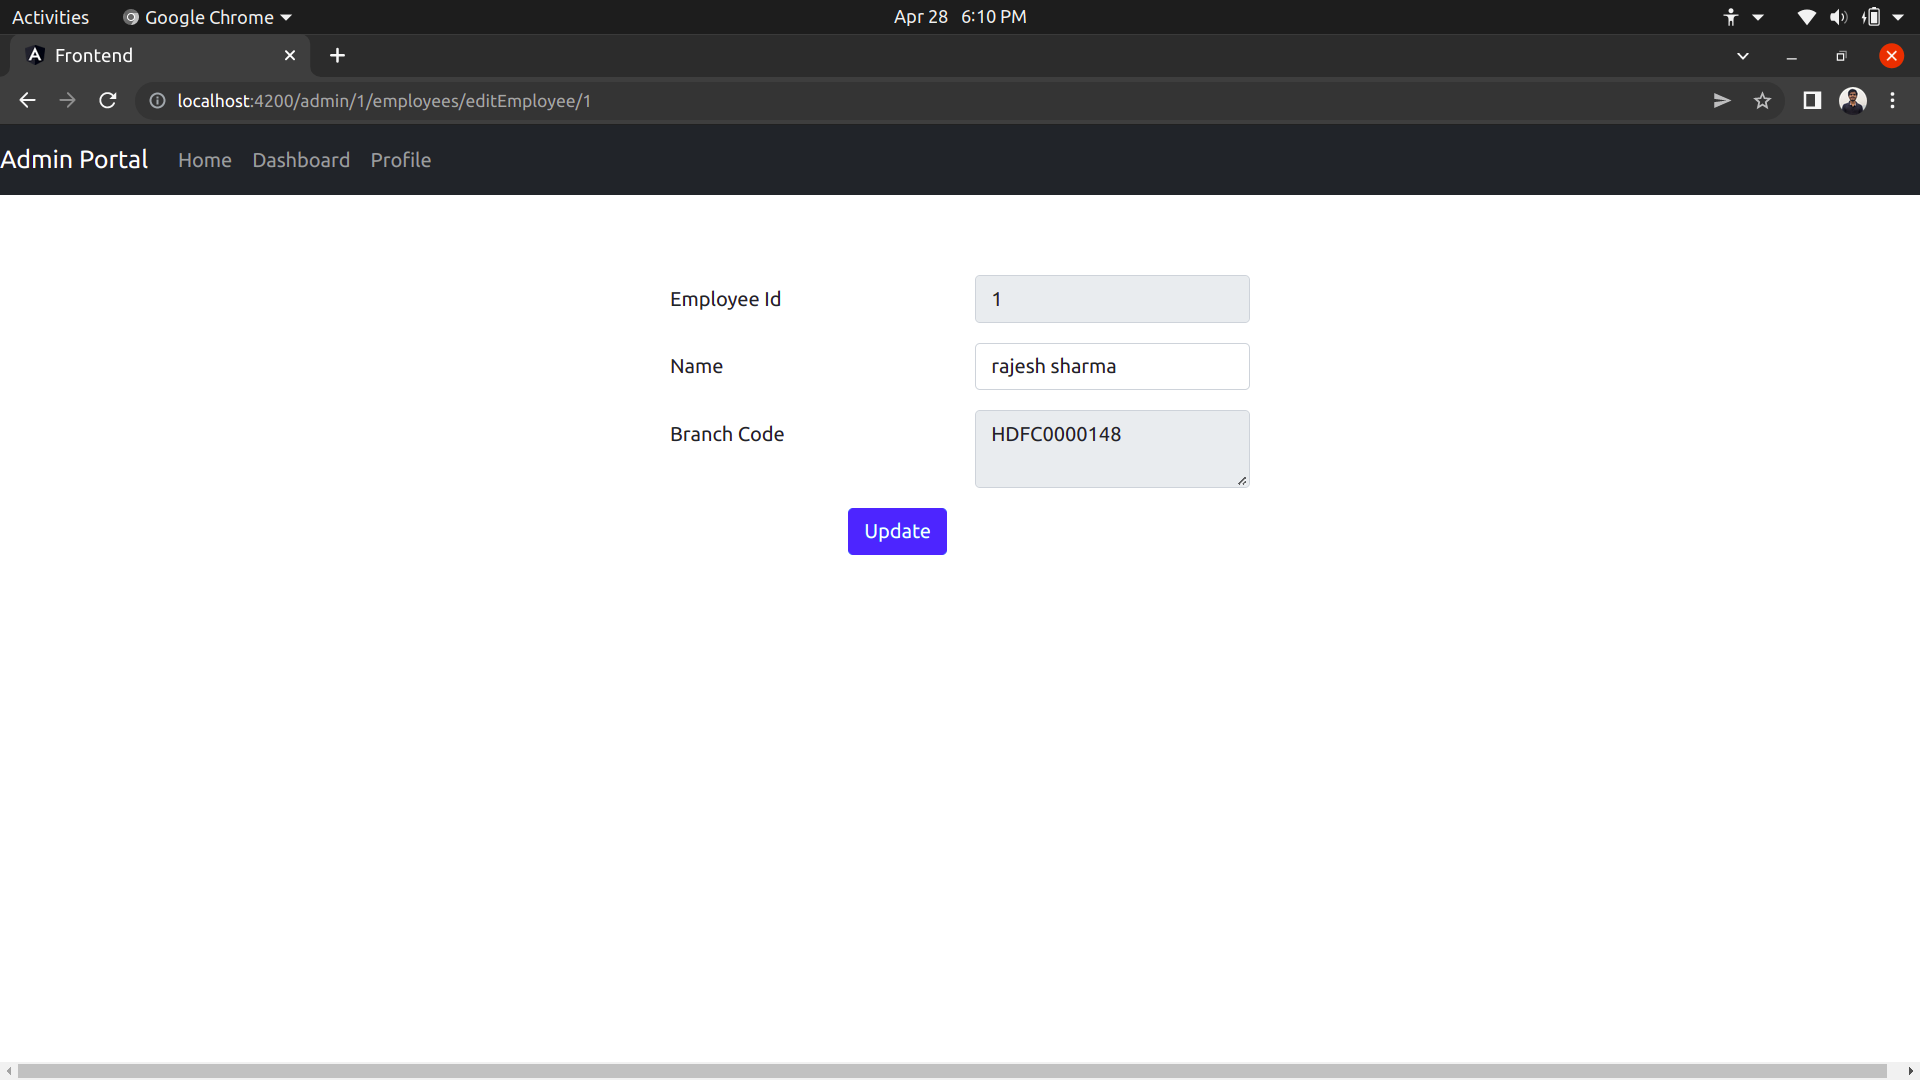 Activities Google Chrome Apr 28 6:10 PM
Frontend
localhost:4200/admin/1/employees/editEmployee/1
Admin Portal Home Dashboard Profile
Employee Id 1
Name rajesh sharma
Branch Code HDFC0000148
Update